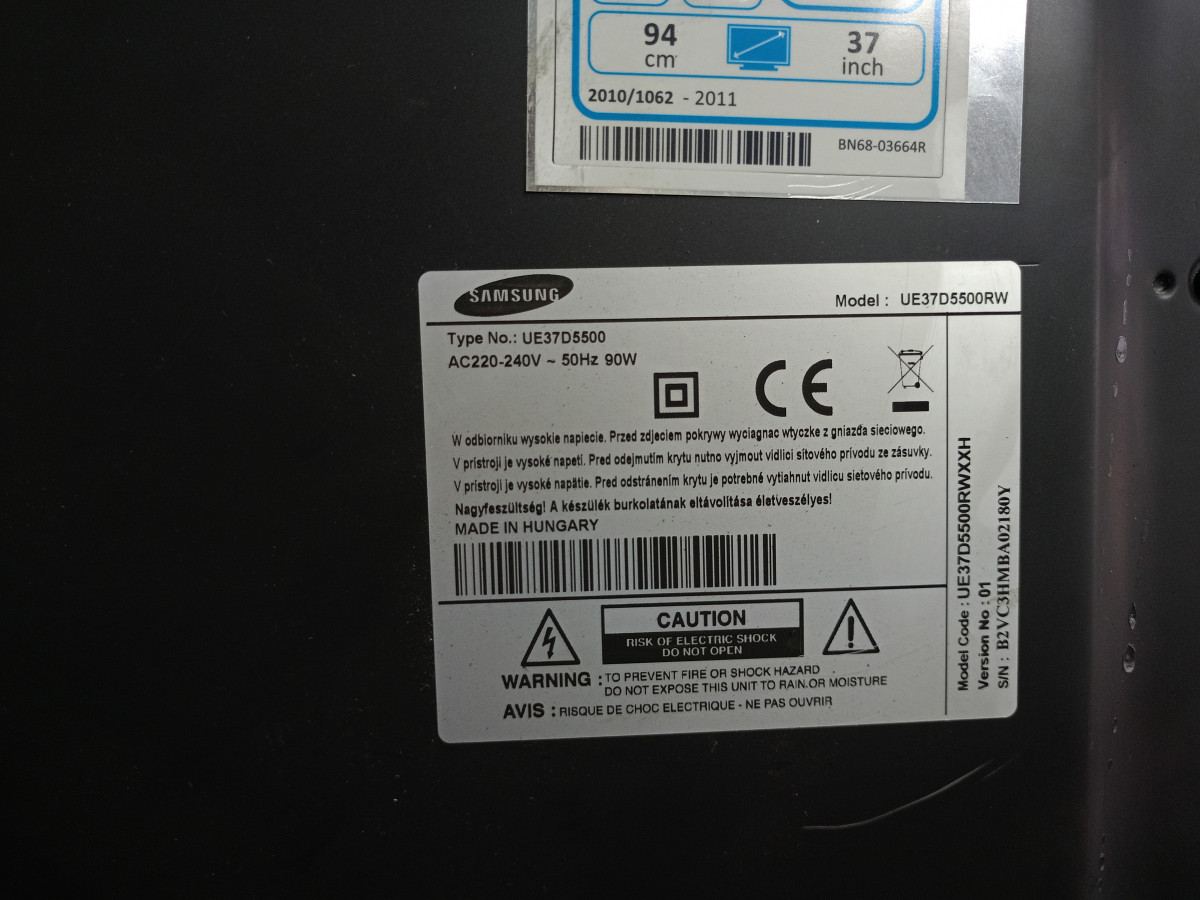 94
cm
37
inch
2010/1062 - 2011
BN68-03664R
SAMSUNG
Model : UE37D5500RW
Type No.: UE37D5500
AC220-240V ~ 50Hz 90W
CE
W odbiorniku wysokie napiecie. Przed zdjeciem pokrywy wyciagnac wtyczke z gniazda sieciowego.
V prístroji je vysoké napetí. Pred odejmutím krytu nutno vyjmout vidlici sítového prívodu ze zásuvky.
V prístroji je vysoké napätie. Pred odstránením krytu je potrebné vytiahnut vidlicu sietového prívodu.
Nagyfeszültség! A készülék burkolatának eltávolítása életveszélyes!
MADE IN HUNGARY
CAUTION
RISK OF ELECTRIC SHOCK
DO NOT OPEN
WARNING : TO PREVENT FIRE OR SHOCK HAZARD
DO NOT EXPOSE THIS UNIT TO RAIN.OR MOISTURE
AVIS : RISQUE DE CHOC ELECTRIQUE - NE PAS OUVRIR
Model Code : UE37D5500RWXXH
Version No : 01
S/N : B2VC3HMBA02180Y